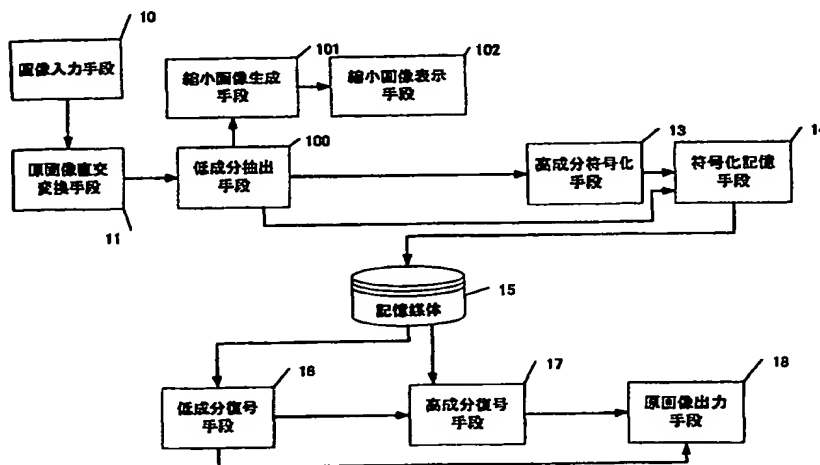 10
画像入力手段
101
縮小画像生成
手段
102
縮小画像表示
手段
原画像直交
変換手段
11
100
低成分抽出
手段
13
高成分符号化
手段
14
符号化記憶
手段
15
記憶媒体
16
低成分復号
手段
17
高成分復号
手段
18
原画像出力
手段